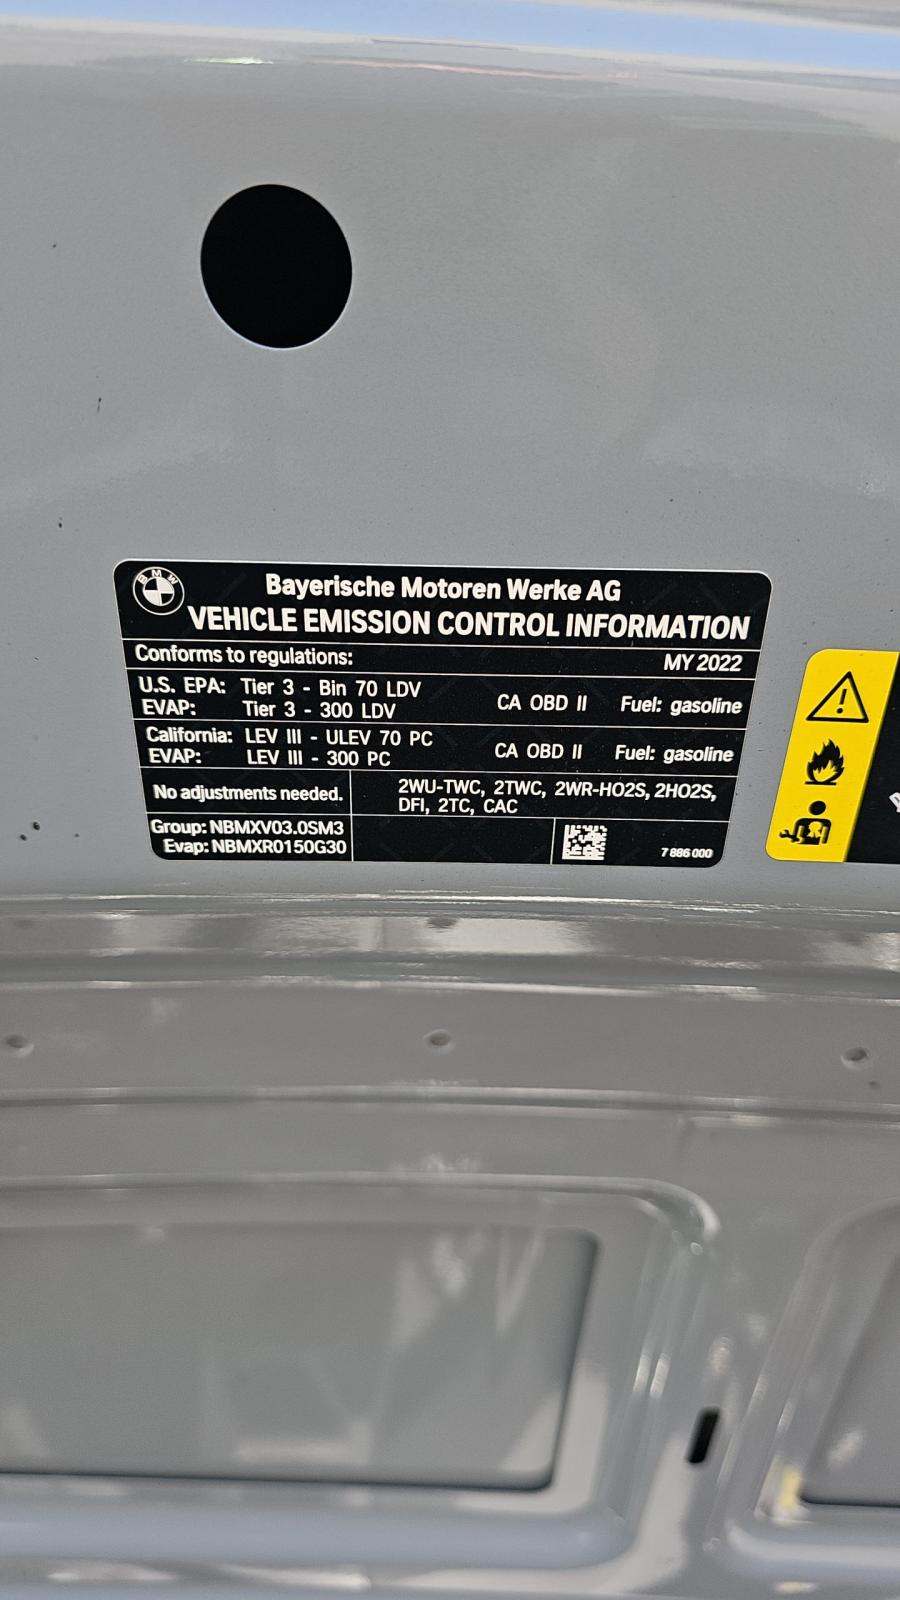 BMW
Bayerische Motoren Werke AG
VEHICLE EMISSION CONTROL INFORMATION
Conforms to regulations: MY 2022
U.S. EPA: Tier 3 - Bin 70 LDV
EVAP: Tier 3 - 300 LDV CA OBD II Fuel: gasoline
California: LEV III - ULEV 70 PC
EVAP: LEV III - 300 PC CA OBD II Fuel: gasoline
No adjustments needed.
2WU-TWC, 2TWC, 2WR-HO2S, 2HO2S,
DFI, 2TC, CAC
Group: NBMXV03.0SM3
Evap: NBMXR0150G30
7 886 000